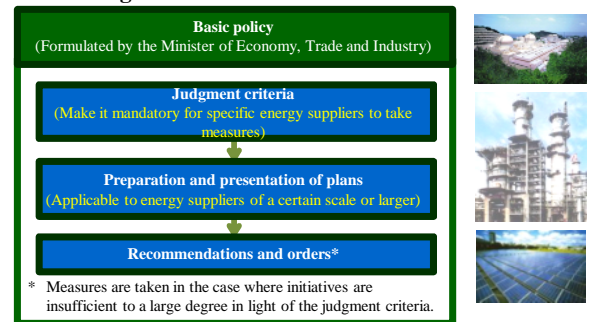 Basic policy
(Formulated by the Minister of Economy, Trade and Industry)
Judgment criteria
(Make it mandatory for specific energy suppliers to take
measures)
Preparation and presentation of plans
(Applicable to energy suppliers of a certain scale or larger)
Recommendations and orders*
* Measures are taken in the case where initiatives are
insufficient to a large degree in light of the judgment criteria.